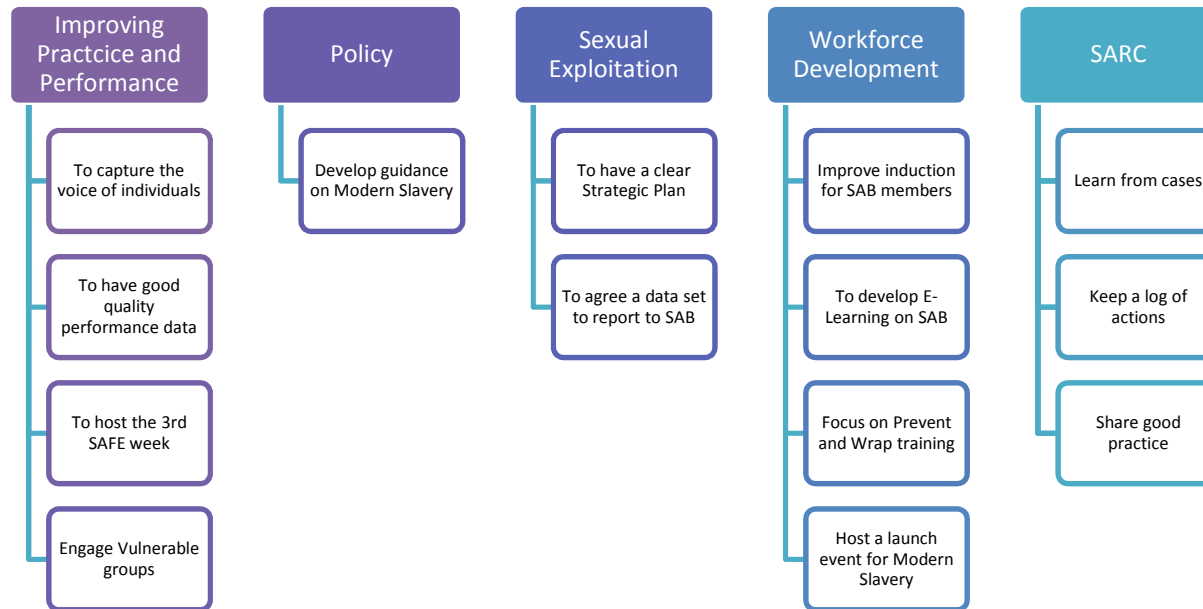 Improving
Practcice and
Performance
To capture the
voice of individuals
To have good
quality
performance data
To host the 3rd
SAFE week
Engage Vulnerable
groups
Policy
Develop guidance
on Modern Slavery
Sexual
Exploitation
To have a clear
Strategic Plan
To agree a data set
to report to SAB
Workforce
Development
Improve induction
for SAB members
To develop E-
Learning on SAB
Focus on Prevent
and Wrap training
Host a launch
event for Modern
Slavery
SARC
Learn from cases
Keep a log of
actions
Share good
practice